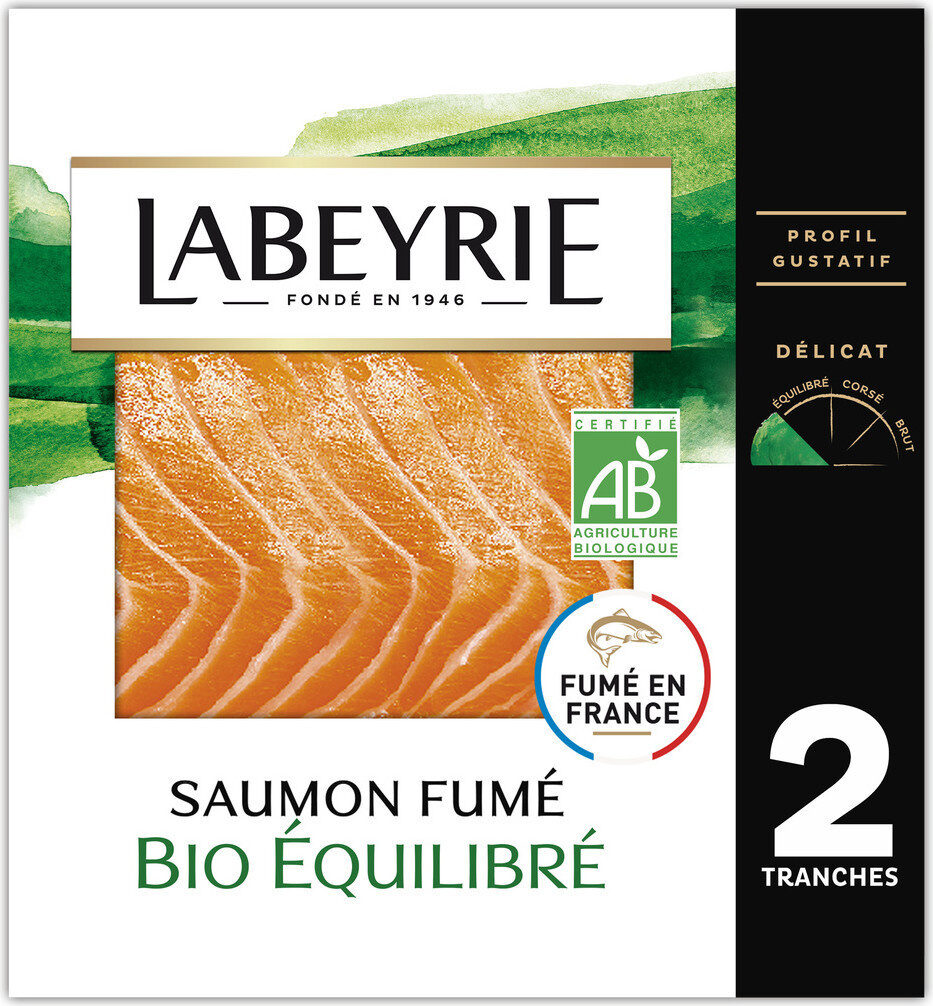 LABEYRIE
FONDÉ EN 1946
CERTIFIÉ
AB
AGRICULTURE
BIOLOGIQUE
FUMÉ EN
FRANCE
SAUMON FUMÉ
BIO ÉQUILIBRÉ
PROFIL
GUSTATIF
DÉLICAT
ÉQUILIBRÉ
CORSÉ
BRUT
2
TRANCHES